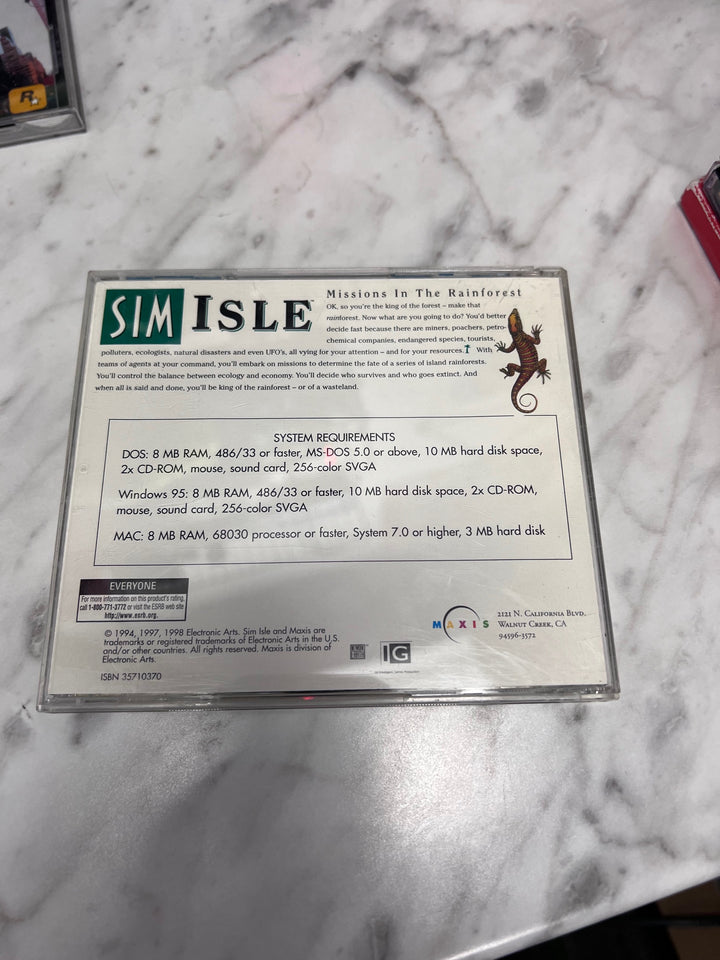 R
SIM ISLE™
Missions In The Rainforest
OK, so you're the king of the forest – make that
rainforest. Now what are you going to do? You'd better
decide fast because there are miners, poachers, petro-
chemical companies, endangered species, tourists,
polluters, ecologists, natural disasters and even UFO's, all vying for your attention – and for your resources. With
teams of agents at your command, you'll embark on missions to determine the fate of a series of island rainforests.
You'll control the balance between ecology and economy. You'll decide who survives and who goes extinct. And
when all is said and done, you'll be king of the rainforest – or of a wasteland.
SYSTEM REQUIREMENTS
DOS: 8 MB RAM, 486/33 or faster, MS-DOS 5.0 or above, 10 MB hard disk space,
2x CD-ROM, mouse, sound card, 256-color SVGA
Windows 95: 8 MB RAM, 486/33 or faster, 10 MB hard disk space, 2x CD-ROM,
mouse, sound card, 256-color SVGA
MAC: 8 MB RAM, 68030 processor or faster, System 7.0 or higher, 3 MB hard disk
EVERYONE
For more information on this product's rating,
call 1-800-771-3772 or visit the ESRB web site
http://www.esrb.org.
© 1994, 1997, 1998 Electronic Arts. Sim Isle and Maxis are
trademarks or registered trademarks of Electronic Arts in the U.S.
and/or other countries. All rights reserved. Maxis is division of
Electronic Arts.
ISBN 35710370
IG
MAXIS
2121 N. California Blvd.
Walnut Creek, CA
94596-3572